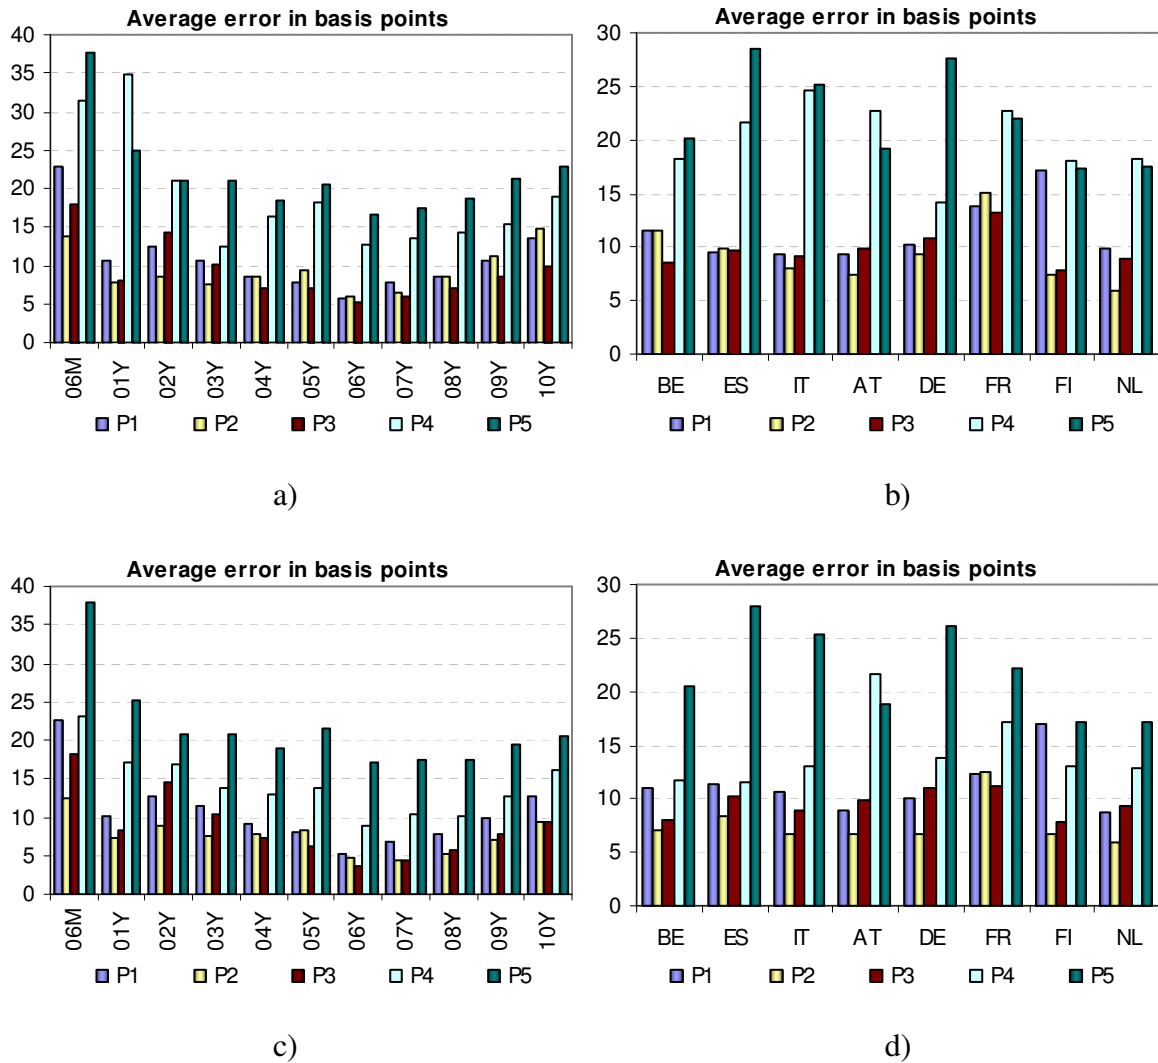 Average error in basis points
40
35
30
25
20
15
10
5
0
06M 01Y 02Y 03Y 04Y 05Y 06Y 07Y 08Y 09Y 10Y
P1 P2 P3 P4 P5
a)
Average error in basis points
30
25
20
15
10
5
0
BE ES IT AT DE FR FI NL
P1 P2 P3 P4 P5
b)
Average error in basis points
40
35
30
25
20
15
10
5
0
06M 01Y 02Y 03Y 04Y 05Y 06Y 07Y 08Y 09Y 10Y
P1 P2 P3 P4 P5
c)
Average error in basis points
30
25
20
15
10
5
0
BE ES IT AT DE FR FI NL
P1 P2 P3 P4 P5
d)